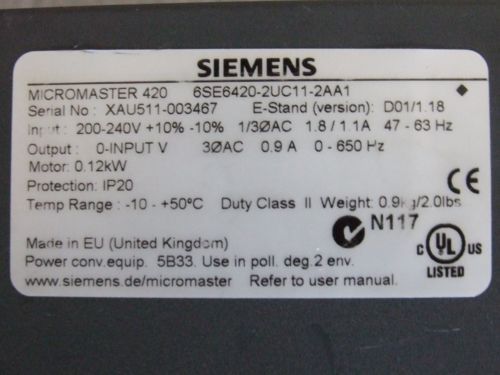 SIEMENS
MICROMASTER 420 6SE6420-2UC11-2AA1
Serial No : XAU511-003467 E-Stand (version): D01/1.18
Input : 200-240V +10% -10% 1/3ØAC 1.8 / 1.1A 47 - 63 Hz
Output : 0-INPUT V 3ØAC 0.9 A 0 - 650 Hz
Motor: 0.12kW
Protection: IP20
Temp Range : -10 - +50ºC Duty Class II Weight: 0.9kg/2.0lbs
CE
N117
Made in EU (United Kingdom)
C UL US
Power conv.equip. 5B33. Use in poll. deg.2 env.
LISTED
www.siemens.de/micromaster Refer to user manual.